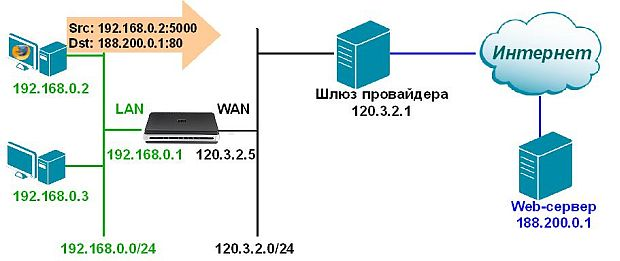 Src: 192.168.0.2:5000
Dst: 188.200.0.1:80
192.168.0.2
LAN
WAN
192.168.0.1
120.3.2.5
192.168.0.3
192.168.0.0/24
120.3.2.0/24
Шлюз провайдера
120.3.2.1
Интернет
Web-сервер
188.200.0.1